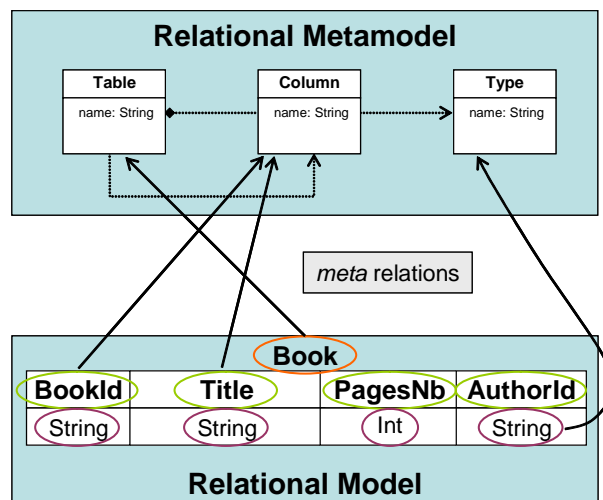 Relational Metamodel
Table Column Type
name: String name: String name: String
meta relations
Book
BookId Title PagesNb AuthorId
String String Int String
Relational Model